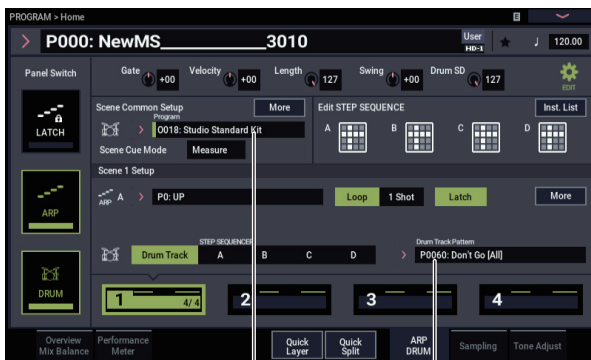 PROGRAM > Home
E
P000: NewMS 3010
User
HD-1
♩ 120.00
Panel Switch
Gate +00 Velocity +00 Length 127 Swing +00 Drum SD 127
EDIT
LATCH
Scene Common Setup
More
Program
O018: Studio Standard Kit
Scene Cue Mode Measure
Edit STEP SEQUENCE
Inst. List
A B C D
Scene 1 Setup
ARP
ARP A > P0: UP
Loop 1 Shot Latch More
STEP SEQUENCER
Drum Track A B C D
Drum Track Pattern
> P0060: Don't Go [All]
DRUM
1 4/4 2 3 4
Overview
Mix Balance
Performance
Meter
Quick
Layer
Quick
Split
ARP
DRUM
Sampling
Tone Adjust